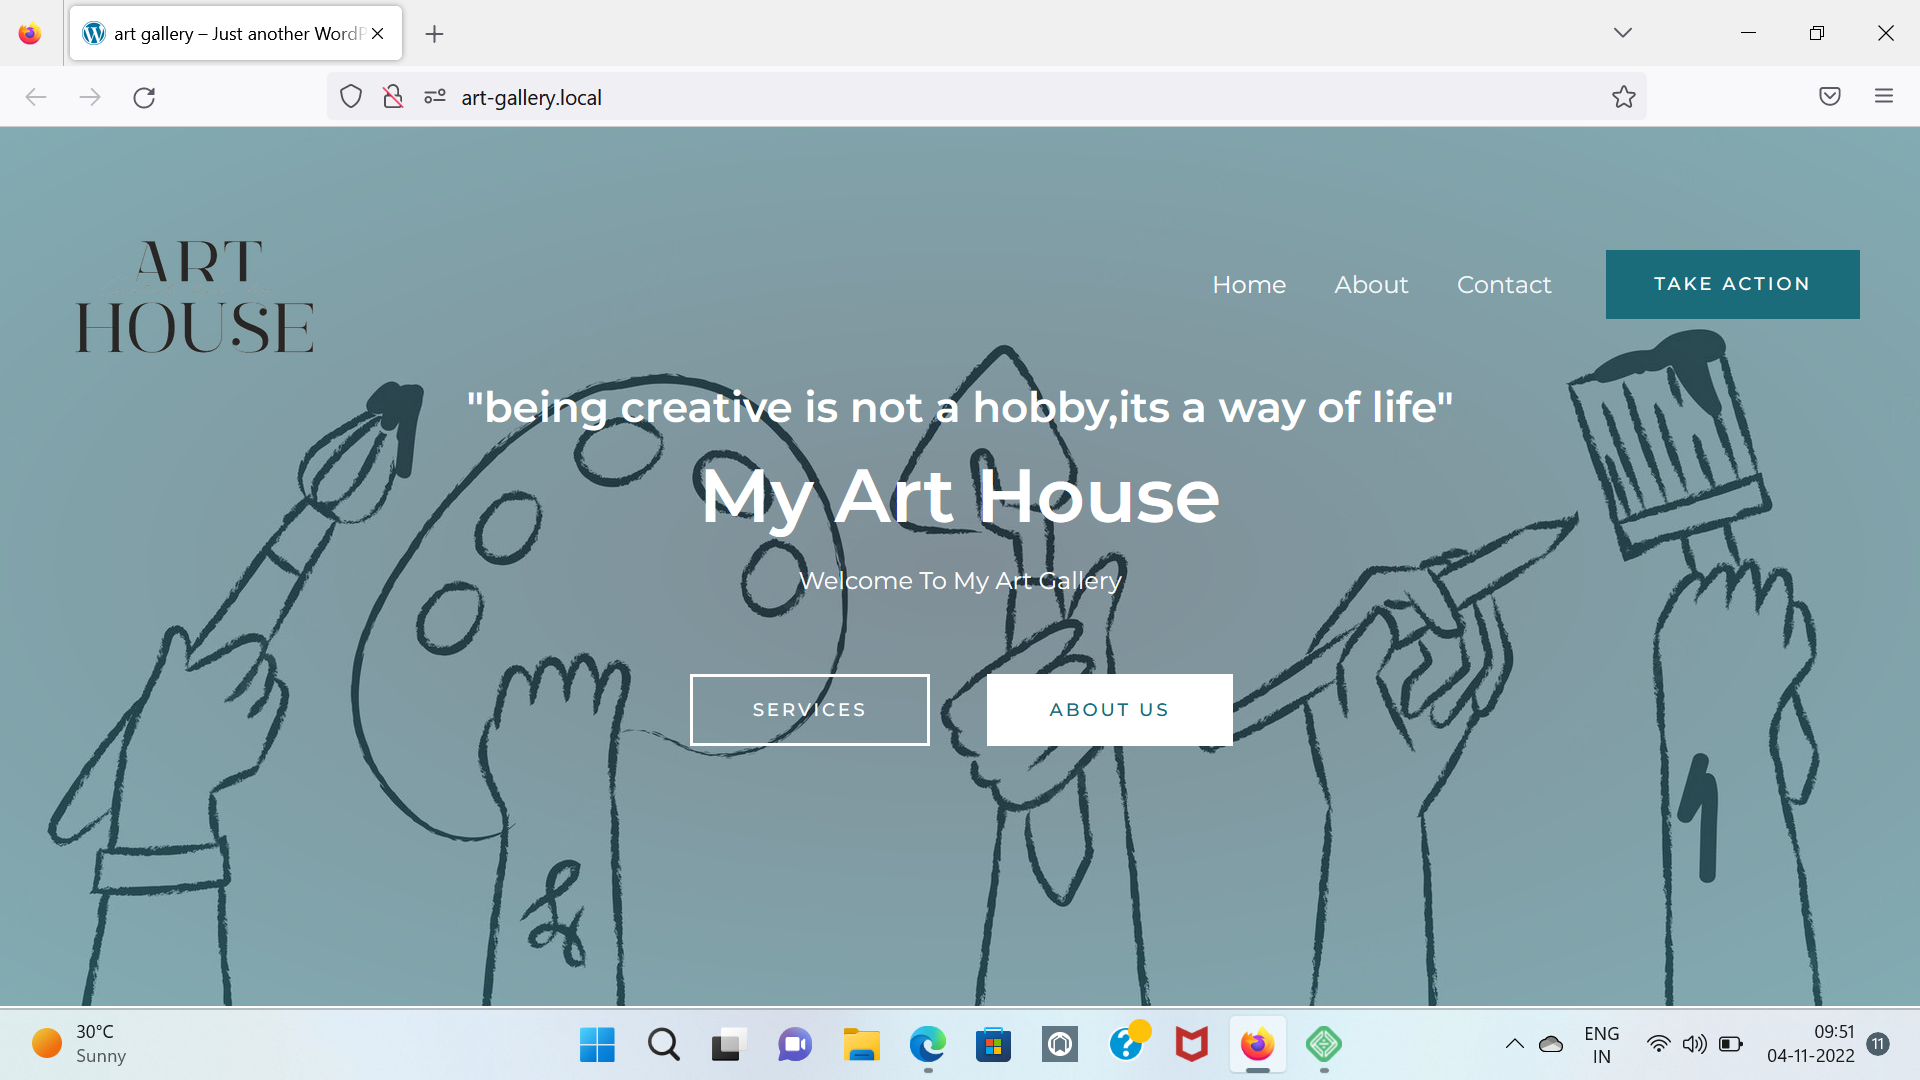 art gallery – Just another WordP
art-gallery.local
ART
HOUSE
Home About Contact TAKE ACTION
"being creative is not a hobby,its a way of life"
My Art House
Welcome To My Art Gallery
SERVICES ABOUT US
30°C
Sunny
ENG
IN
09:51
04-11-2022
11